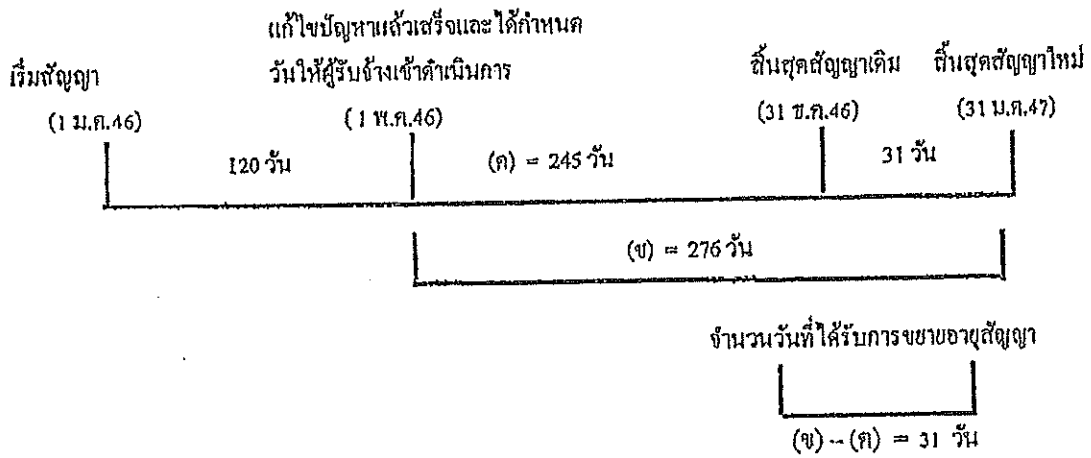 แก้ไขปัญหาแล้วเสร็จและได้กำหนด
วันให้ผู้รับจ้างเข้าดำเนินการ
เริ่มสัญญา
สิ้นสุดสัญญาเดิม
สิ้นสุดสัญญาใหม่
(1 ม.ค.46)
(1 พ.ค.46)
(31 ธ.ค.46)
(31 ม.ค.47)
120 วัน
(ค) = 245 วัน
31 วัน
(ข) = 276 วัน
จำนวนวันที่ได้รับการขยายอายุสัญญา
(ข) - (ค) = 31 วัน